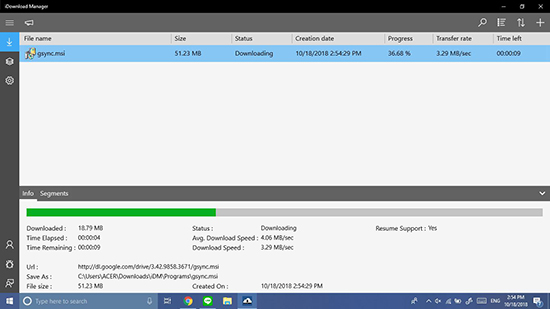 iDownload Manager
File name Size Status Creation date Progress Transfer rate Time left
gsync.msi 51.23 MB Downloading 10/18/2018 2:54:29 PM 36.68 % 3.29 MB/sec 00:00:09
Info Segments
Downloaded : 18.79 MB Status : Downloading Resume Support : Yes
Time Elapsed : 00:00:04 Avg. Download Speed : 4.06 MB/sec
Time Remaining : 00:00:09 Download Speed : 3.29 MB/sec
Url : http://dl.google.com/drive/3.42.9858.3671/gsync.msi
Save As : C:\Users\ACER\Downloads\iDM\Programs\gsync.msi
File size : 51.23 MB Created On : 10/18/2018 2:54:29 PM
Type here to search ENG 2:54 PM
10/18/2018